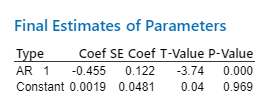 Final Estimates of Parameters
Type Coef SE Coef T-Value P-Value
AR 1 -0.455 0.122 -3.74 0.000
Constant 0.0019 0.0481 0.04 0.969